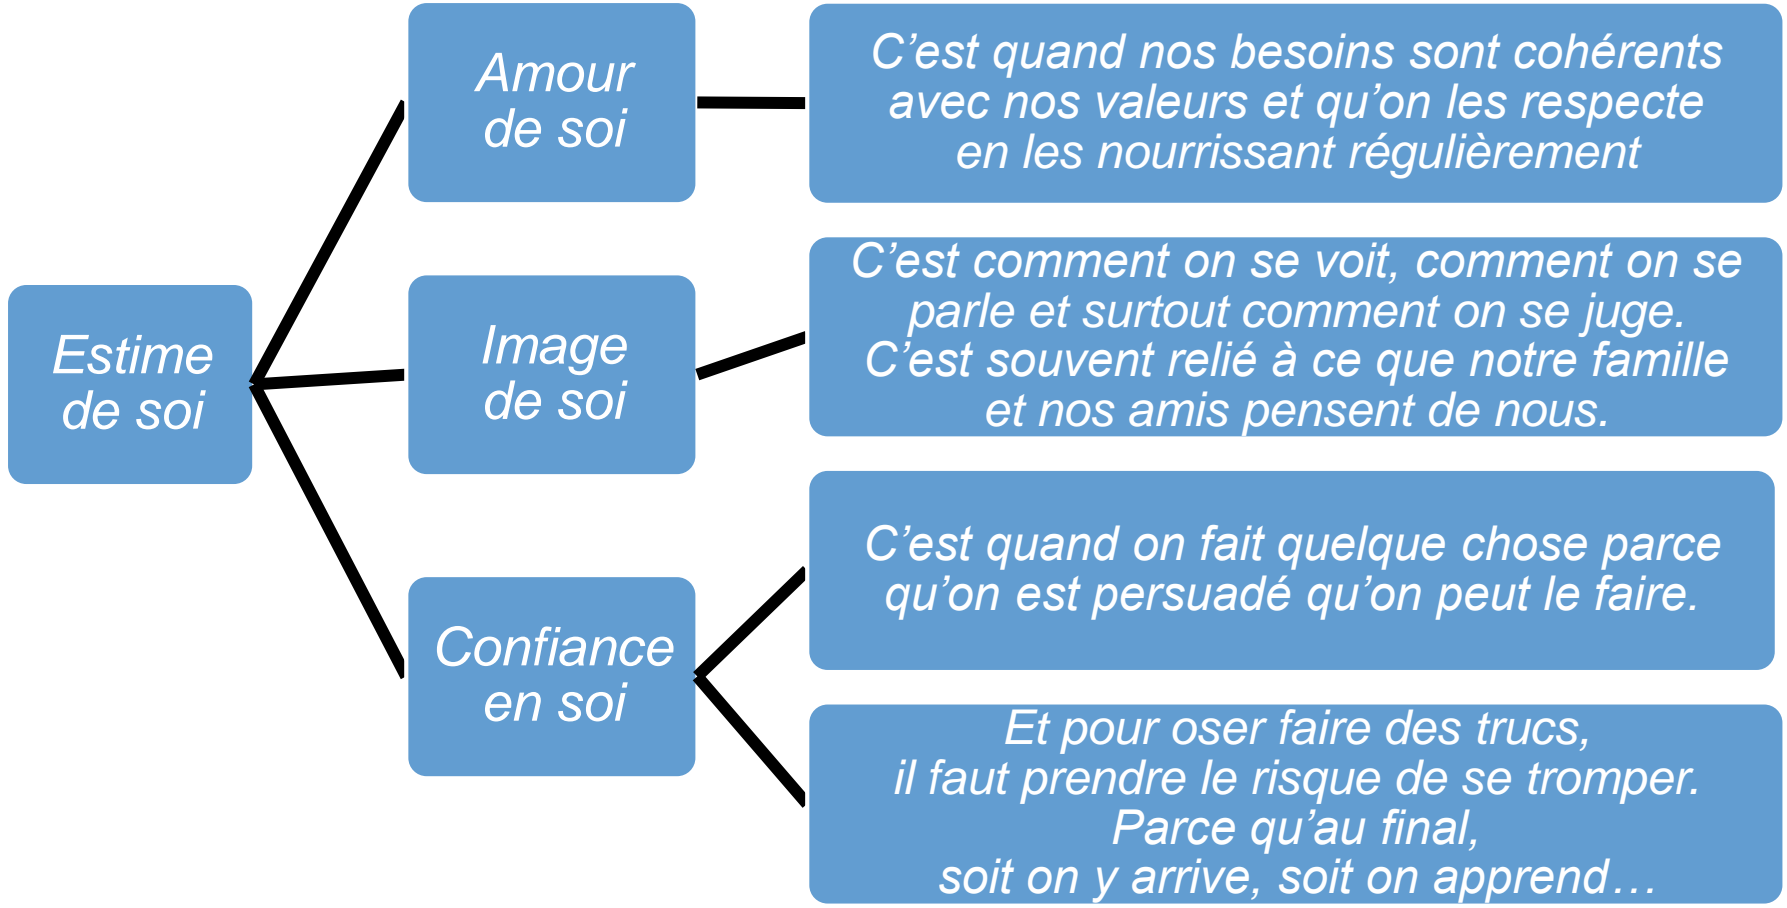 Estime
de soi
Amour
de soi
C’est quand nos besoins sont cohérents
avec nos valeurs et qu’on les respecte
en les nourrissant régulièrement
Image
de soi
C’est comment on se voit, comment on se
parle et surtout comment on se juge.
C’est souvent relié à ce que notre famille
et nos amis pensent de nous.
Confiance
en soi
C’est quand on fait quelque chose parce
qu’on est persuadé qu’on peut le faire.
Et pour oser faire des trucs,
il faut prendre le risque de se tromper.
Parce qu’au final,
soit on y arrive, soit on apprend…